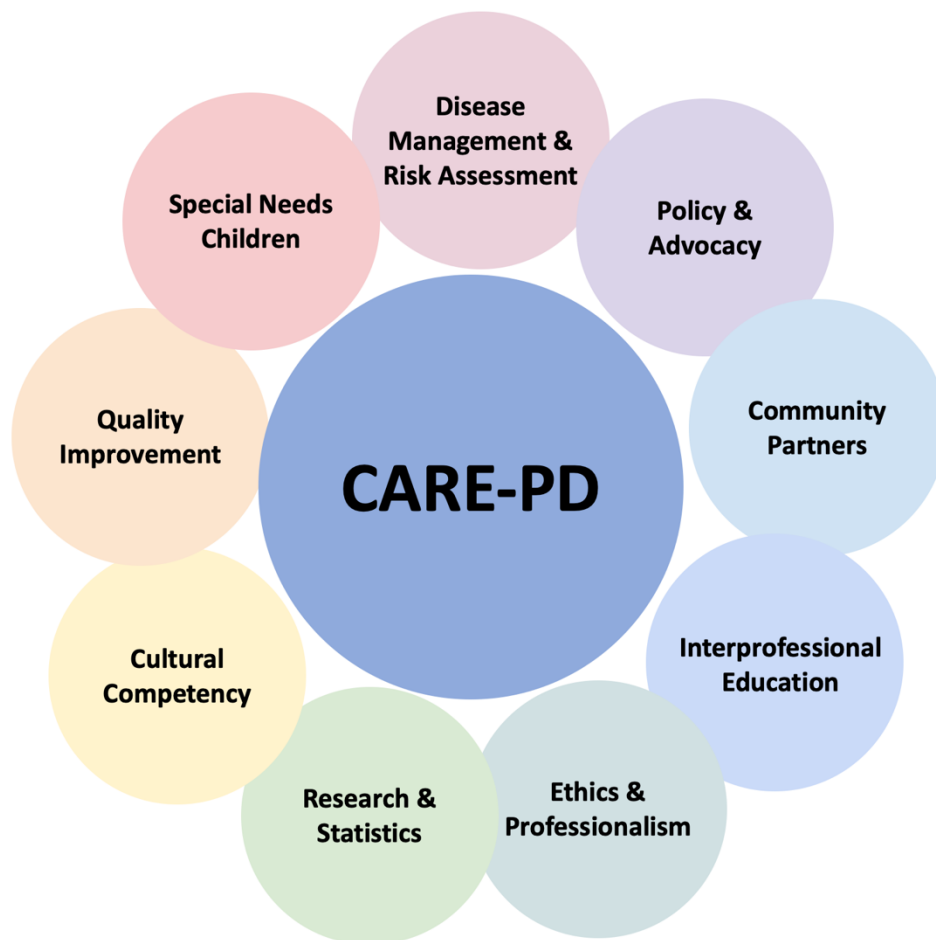 Disease
Management &
Risk Assessment
Policy &
Advocacy
Community
Partners
Interprofessional
Education
Ethics &
Professionalism
Research &
Statistics
Cultural
Competency
Quality
Improvement
Special Needs
Children
CARE-PD